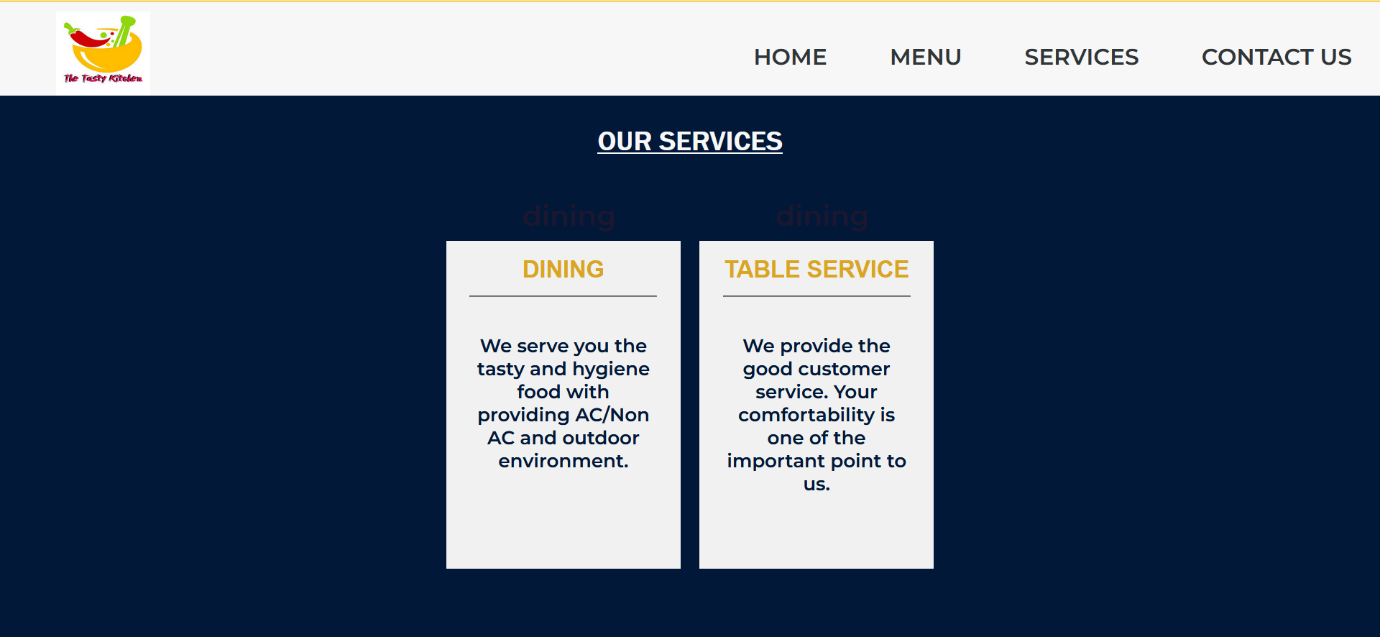 The Tasty Kitchen
HOME MENU SERVICES CONTACT US
OUR SERVICES
dining dining
DINING
We serve you the
tasty and hygiene
food with
providing AC/Non
AC and outdoor
environment.
TABLE SERVICE
We provide the
good customer
service. Your
comfortability is
one of the
important point to
us.